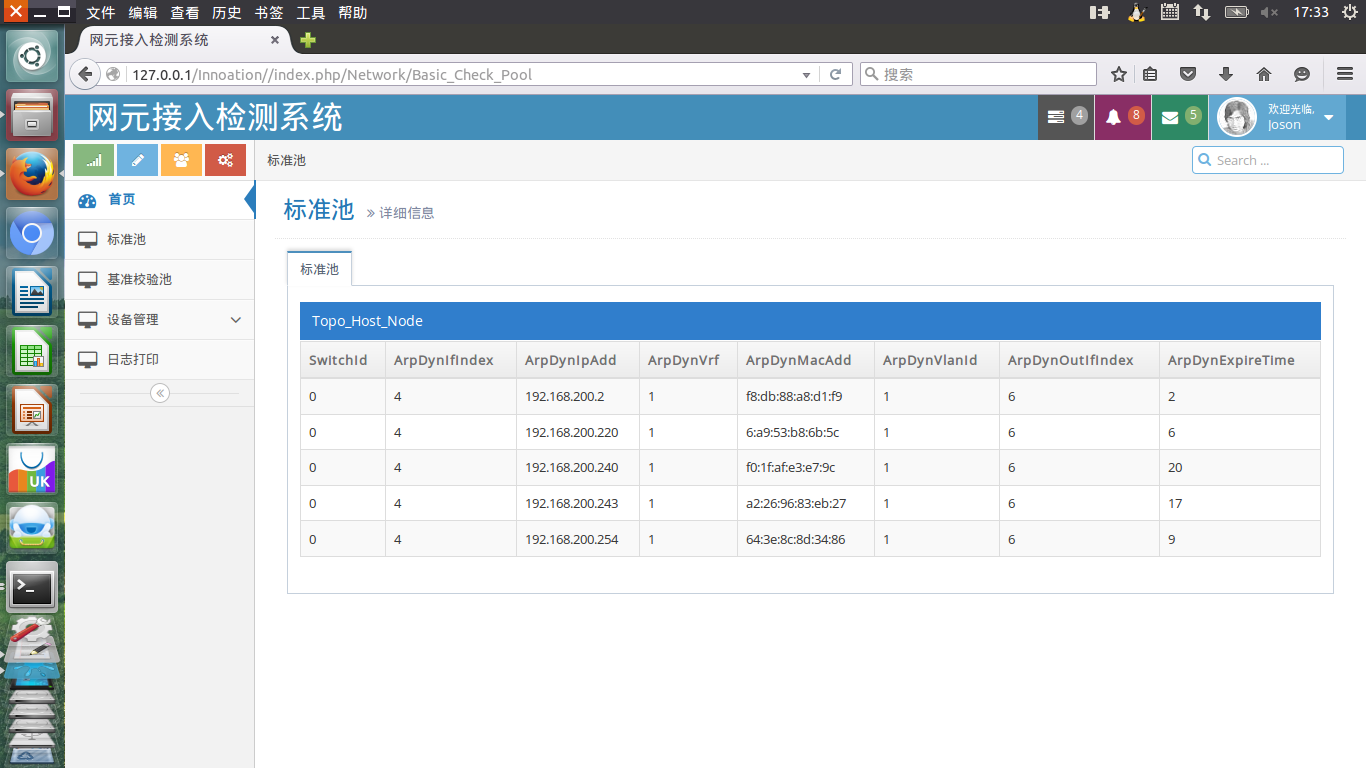 文件 编辑 查看 历史 书签 工具 帮助
17:33
网元接入检测系统
127.0.0.1/Innoation//index.php/Network/Basic_Check_Pool
搜索
网元接入检测系统
4
8
5
欢迎光临,
Joson
标准池
Search ...
首页
标准池
基准校验池
设备管理
日志打印
标准池 详细信息
标准池
Topo_Host_Node
SwitchId ArpDynIfIndex ArpDynIpAdd ArpDynVrf ArpDynMacAdd ArpDynVlanId ArpDynOutIfIndex ArpDynExpireTime
0 4 192.168.200.2 1 f8:db:88:a8:d1:f9 1 6 2
0 4 192.168.200.220 1 6:a9:53:b8:6b:5c 1 6 6
0 4 192.168.200.240 1 f0:1f:af:e3:e7:9c 1 6 20
0 4 192.168.200.243 1 a2:26:96:83:eb:27 1 6 17
0 4 192.168.200.254 1 64:3e:8c:8d:34:86 1 6 9
UK